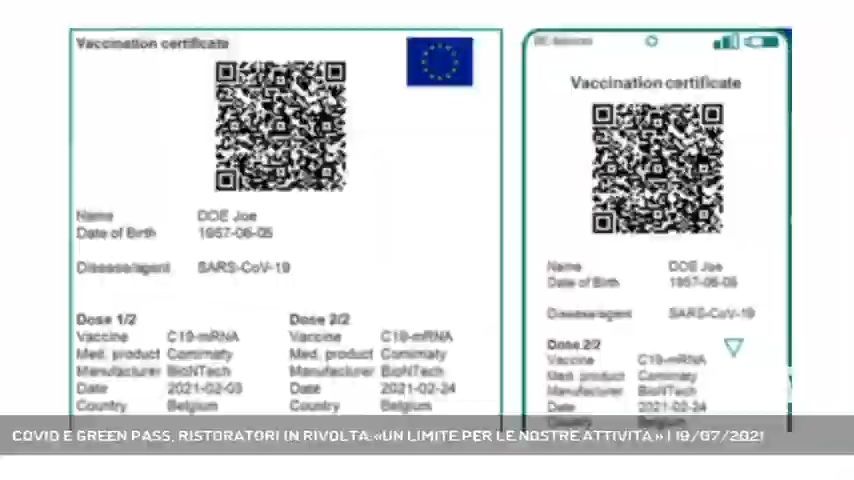 Vaccination certificate
Name DOE Joe
Date of Birth 1957-06-05
Disease/agent SARS-CoV-19
Dose 1/2 Dose 2/2
Vaccine C19-mRNA Vaccine C19-mRNA
Med. product Comirnaty Med. product Comirnaty
Manufacturer BioNTech Manufacturer BioNTech
Date 2021-02-03 Date 2021-02-24
Country Belgium Country Belgium
Vaccination certificate
Name DOE Joe
Date of Birth 1957-06-05
Disease/agent SARS-CoV-19
Dose 2/2
Vaccine C19-mRNA
Med. product Comirnaty
Manufacturer BioNTech
Date 2021-02-24
Country Belgium
COVID E GREEN PASS, RISTORATORI IN RIVOLTA: «UN LIMITE PER LE NOSTRE ATTIVITÀ» | 19/07/2021